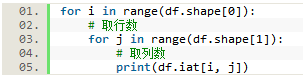 01. for i in range(df.shape[0]):
02.     # 取行数
03.     for j in range(df.shape[1]):
04.         # 取列数
05.         print(df.iat[i, j])